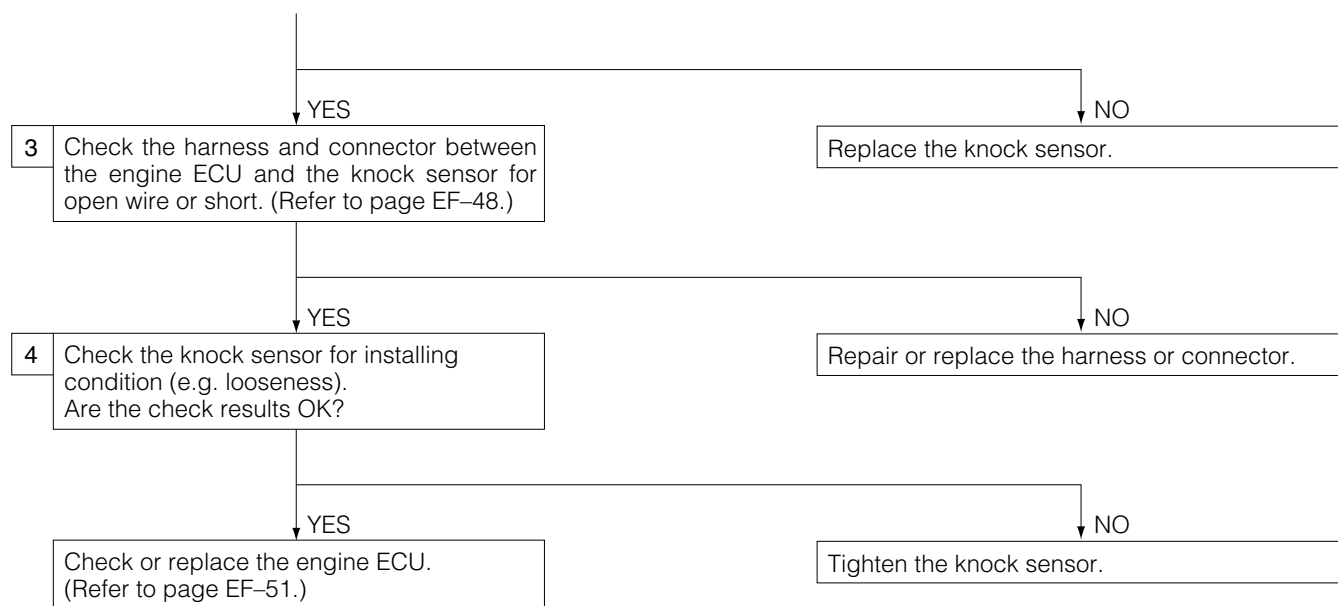 YES
NO
3
Check the harness and connector between
the engine ECU and the knock sensor for
open wire or short. (Refer to page EF–48.)
Replace the knock sensor.
YES
NO
4
Check the knock sensor for installing
condition (e.g. looseness).
Are the check results OK?
Repair or replace the harness or connector.
YES
NO
Check or replace the engine ECU.
(Refer to page EF–51.)
Tighten the knock sensor.